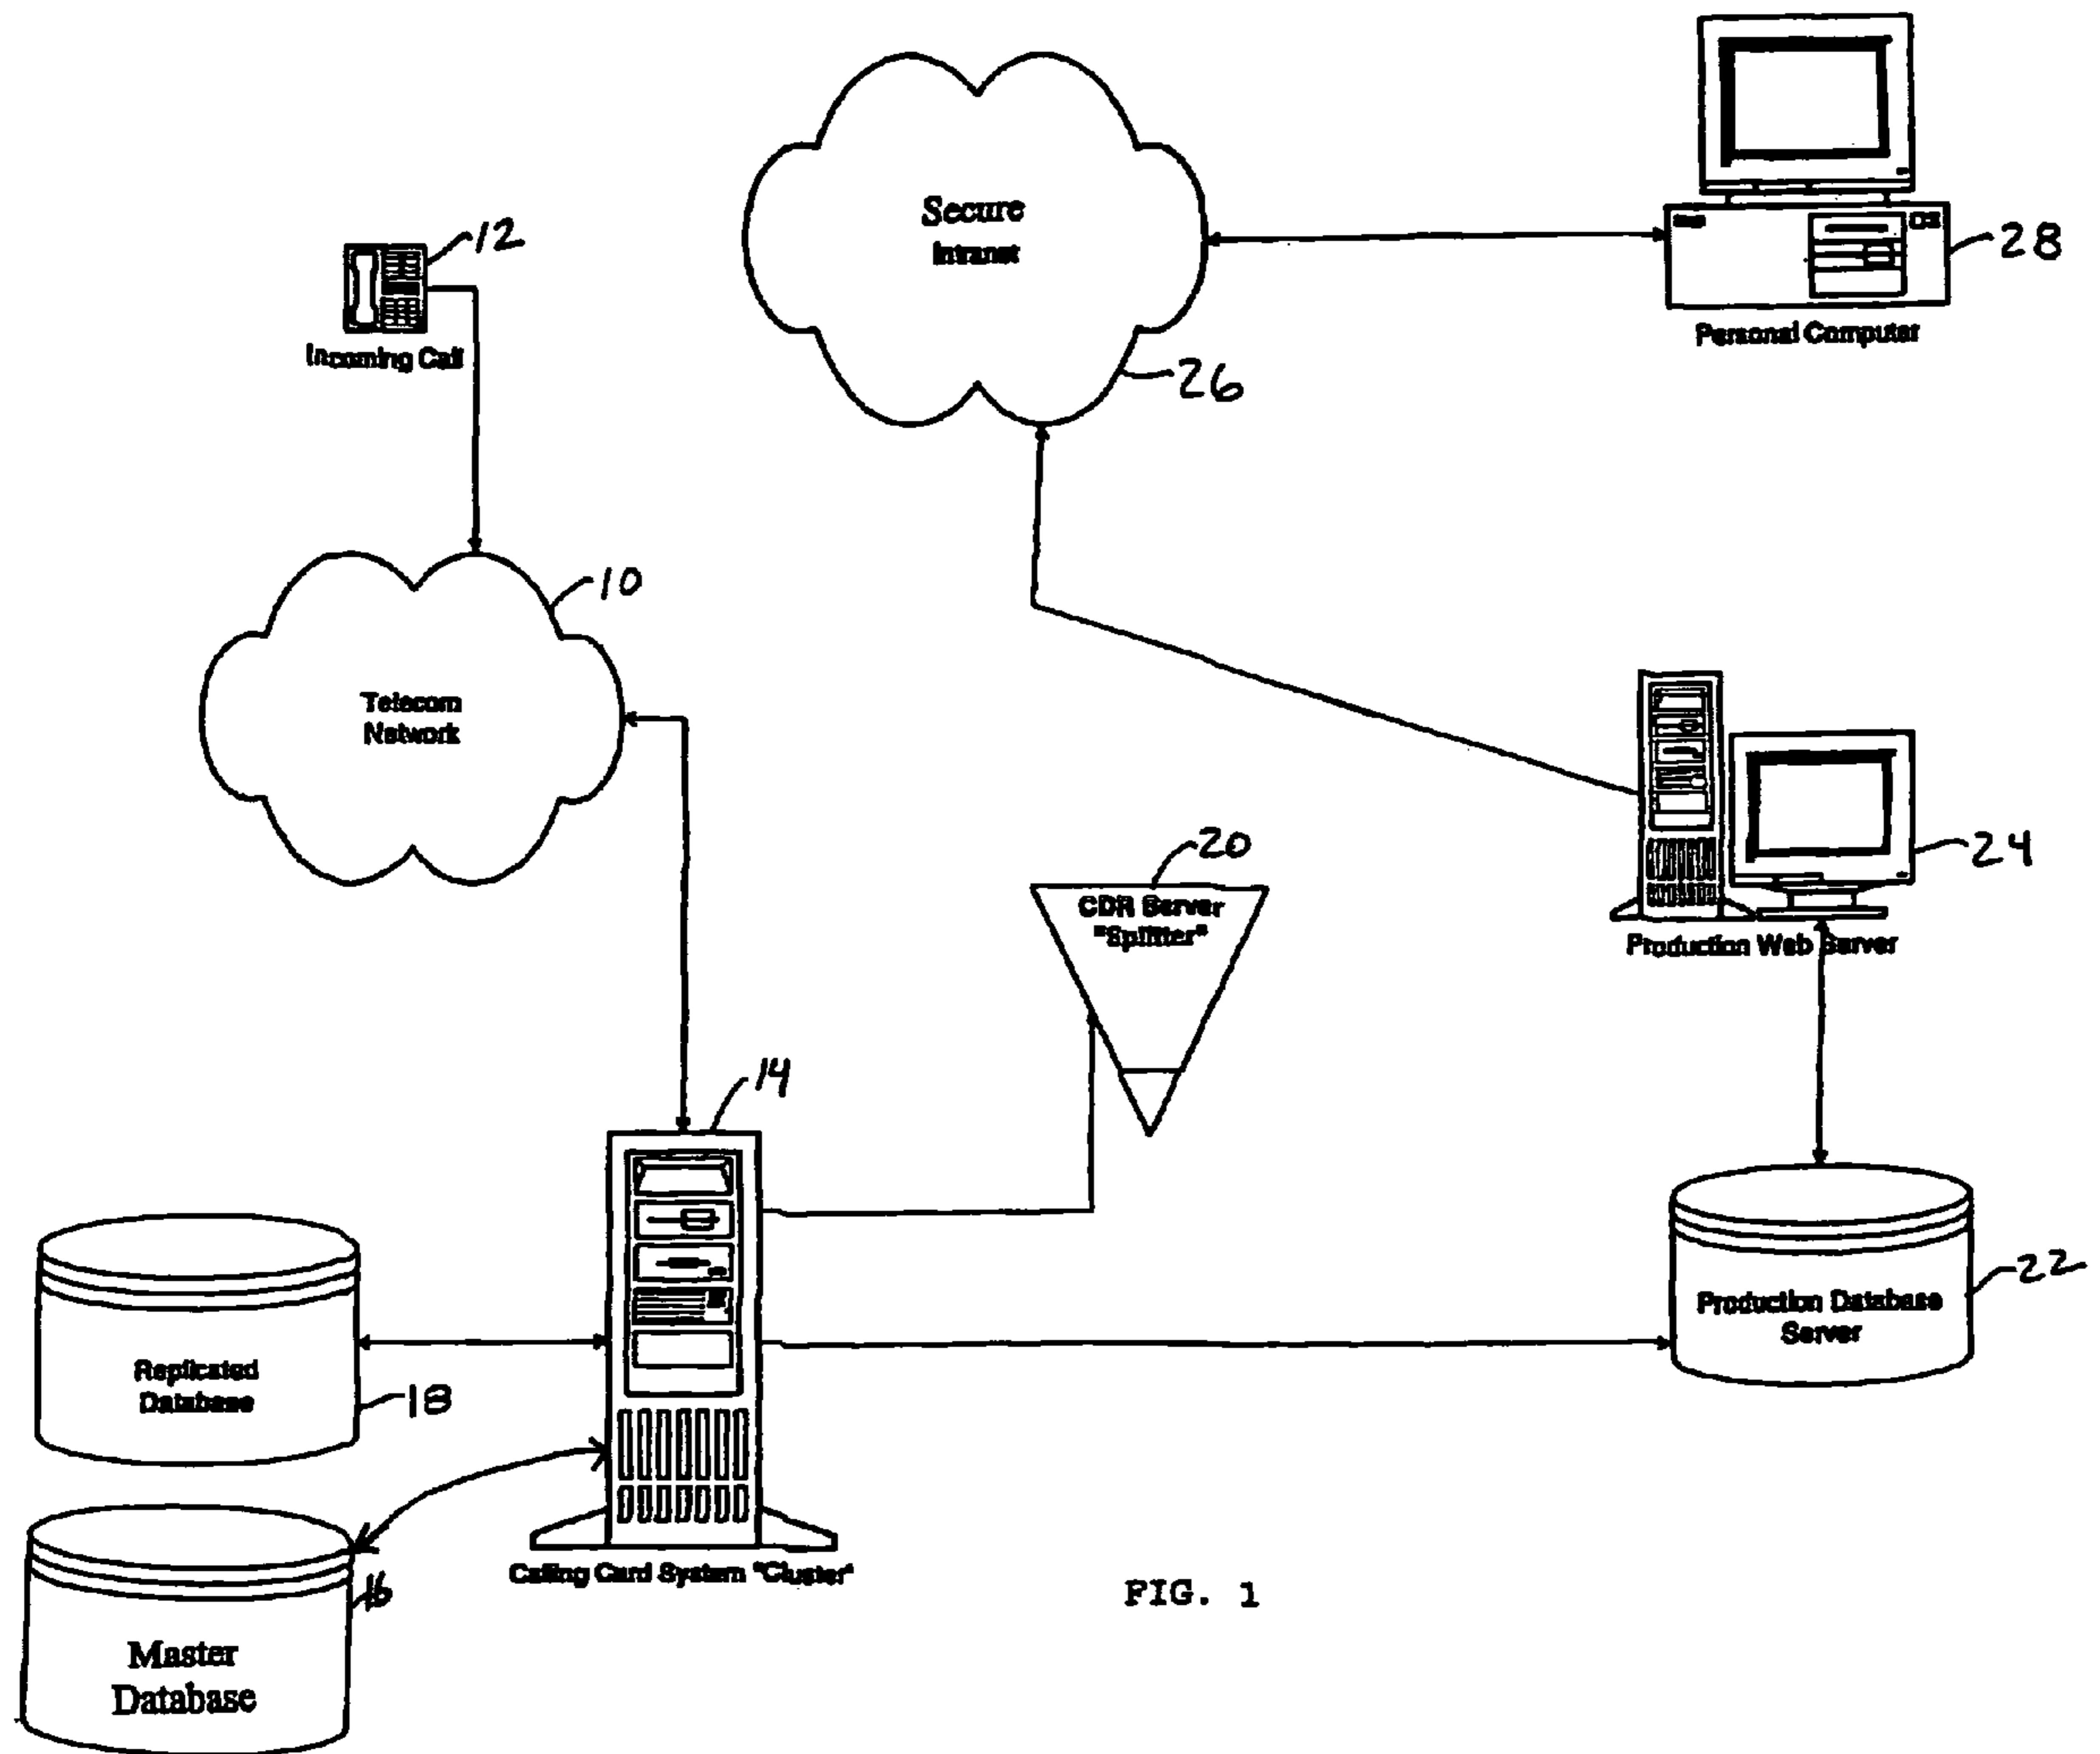 Secure
Intranet
28
Personal Computer
12
Incoming Call
26
10
Telecom
Network
20
CDR Server
"Splitter"
24
Production Web Server
14
22
Production Database
Server
Replicated
Database
18
Calling Card System "Cluster"
16
Master
Database
FIG. 1